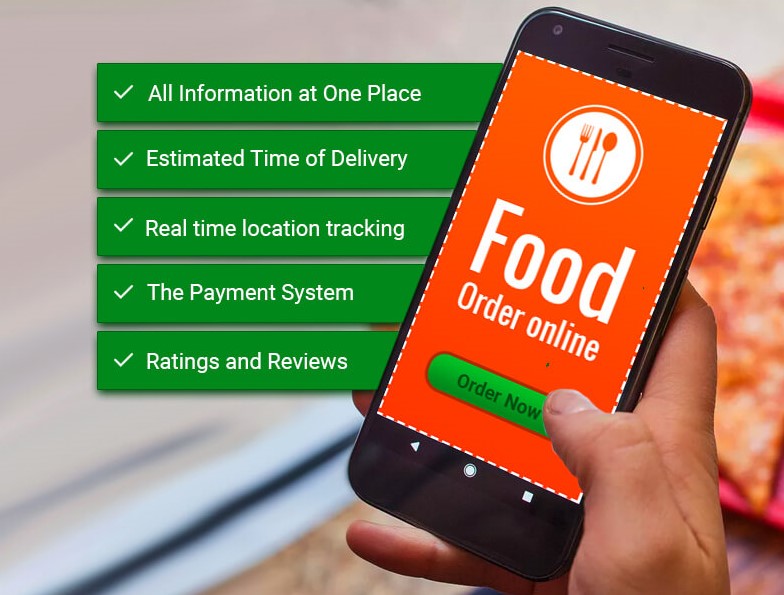 All Information at One Place
Estimated Time of Delivery
Real time location tracking
The Payment System
Ratings and Reviews
Food
Order online
Order Now